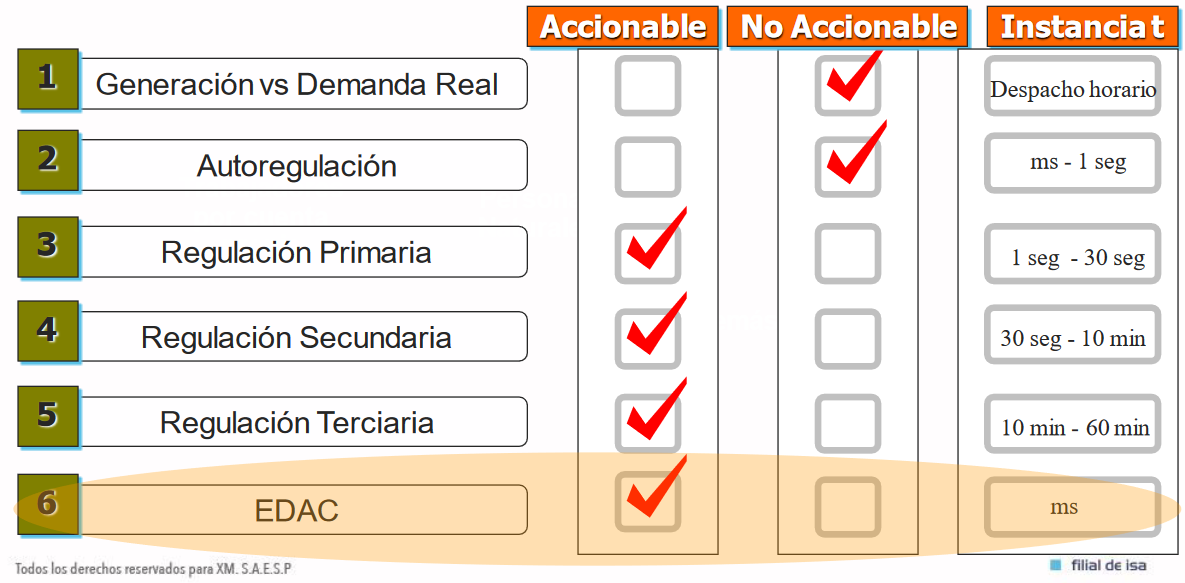 Accionable No Accionable Instancia t
1 Generación vs Demanda Real Despacho horario
2 Autoregulación ms - 1 seg
3 Regulación Primaria 1 seg - 30 seg
4 Regulación Secundaria 30 seg - 10 min
5 Regulación Terciaria 10 min - 60 min
6 EDAC ms
Todos los derechos reservados para XM. S.A.E.S.P filial de isa